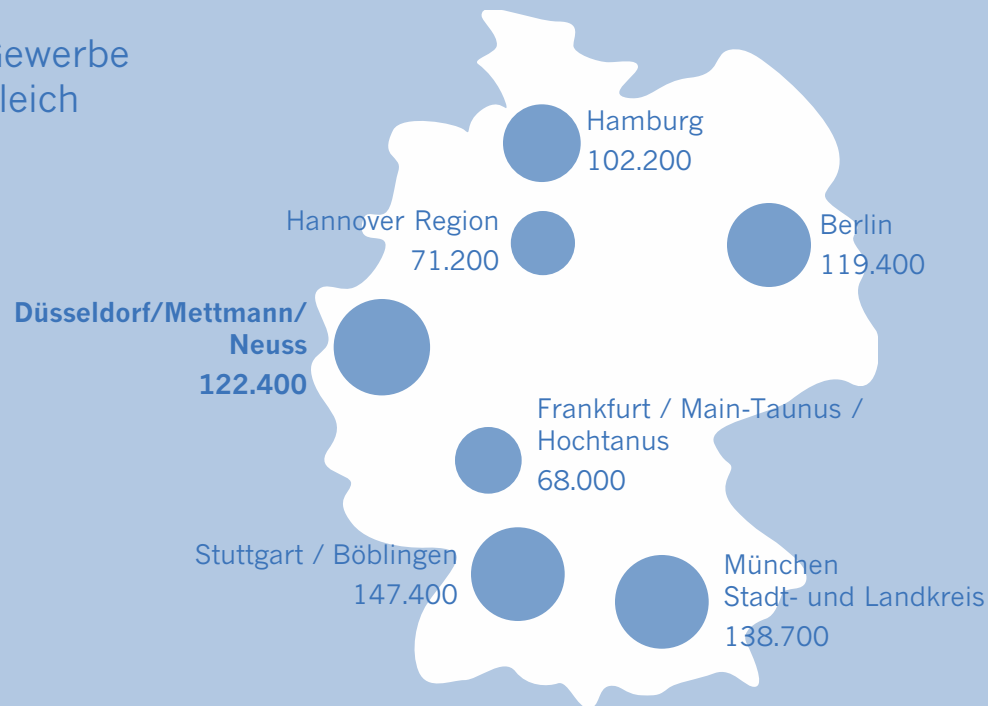 ewerbe
leich
Hamburg
102.200
Hannover Region
71.200
Berlin
119.400
Düsseldorf/Mettmann/
Neuss
122.400
Frankfurt / Main-Taunus /
Hochtanus
68.000
Stuttgart / Böblingen
147.400
München
Stadt- und Landkreis
138.700